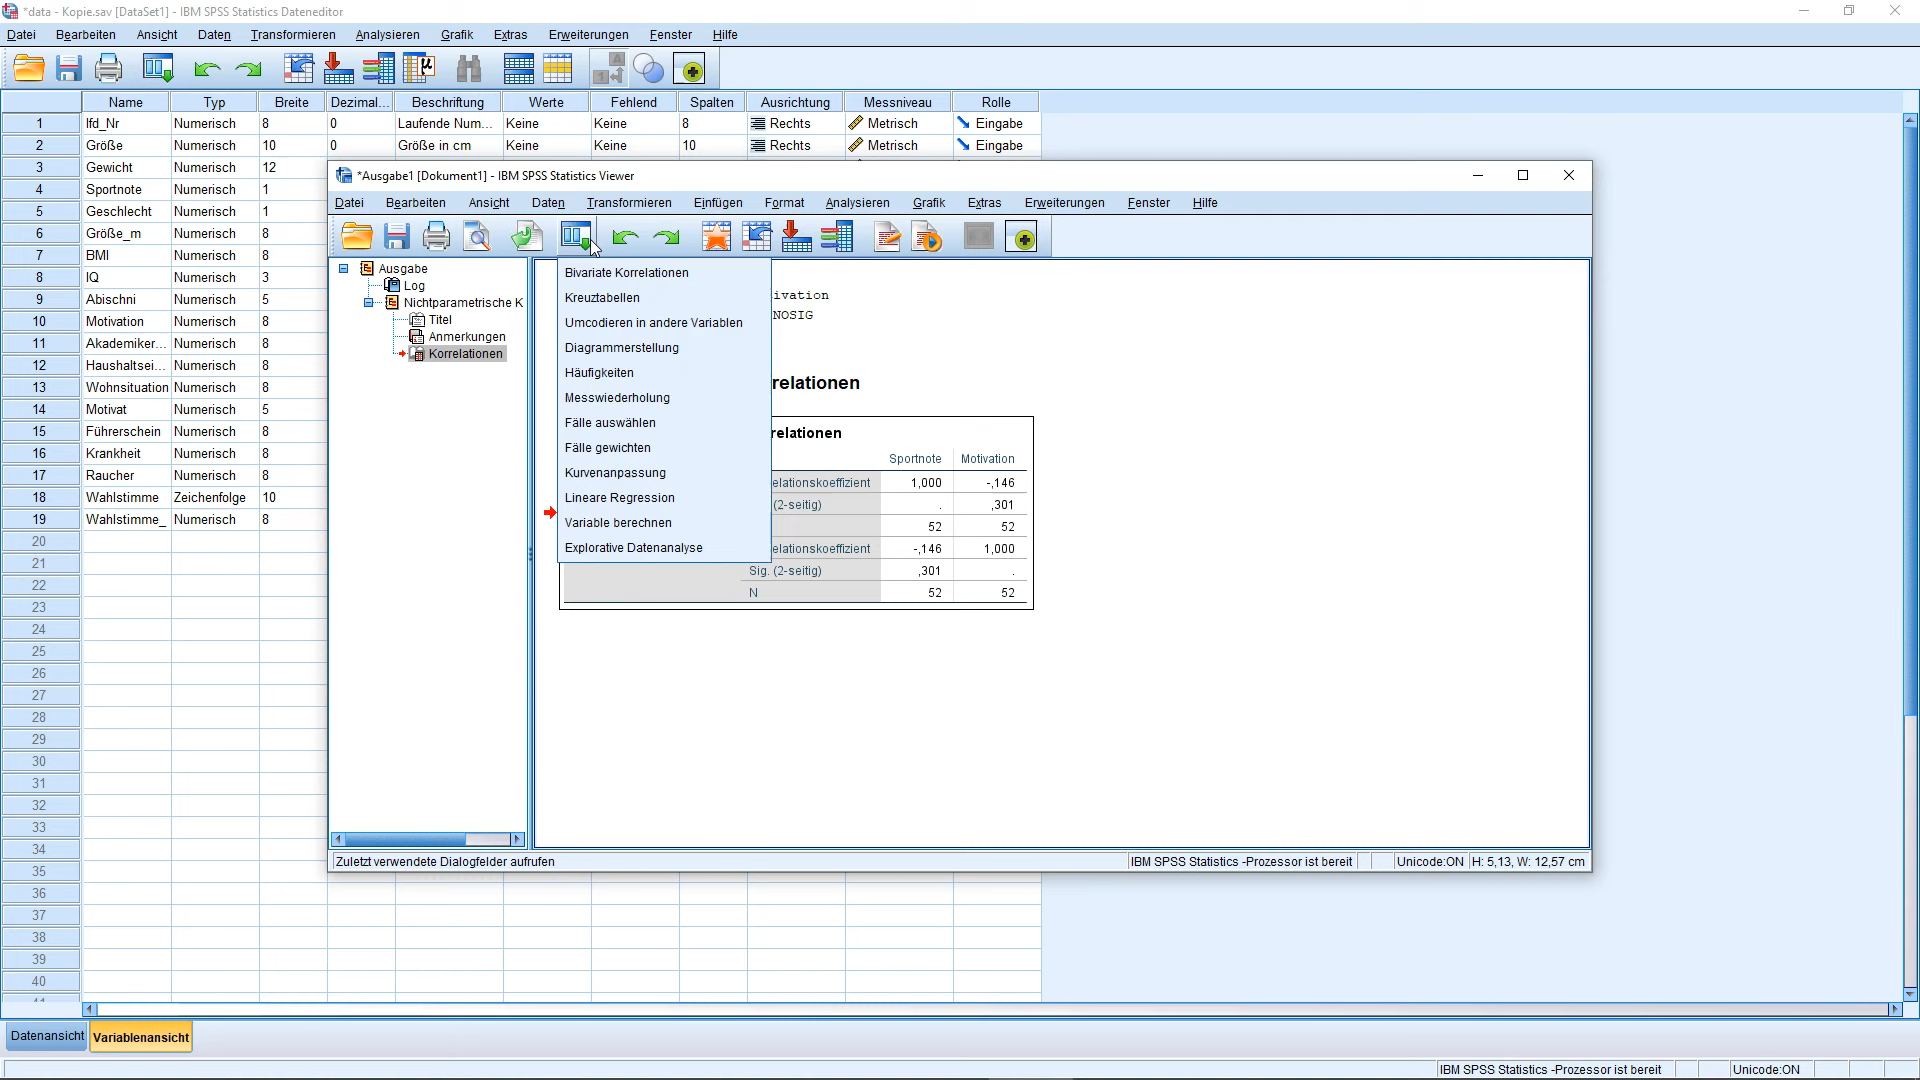 *data - Kopie.sav [DataSet1] - IBM SPSS Statistics Dateneditor
Datei Bearbeiten Ansicht Daten Transformieren Analysieren Grafik Extras Erweiterungen Fenster Hilfe
Name Typ Breite Dezimal... Beschriftung Werte Fehlend Spalten Ausrichtung Messniveau Rolle
1 lfd_Nr Numerisch 8 0 Laufende Num... Keine Keine 8 Rechts Metrisch Eingabe
2 Größe Numerisch 10 0 Größe in cm Keine Keine 10 Rechts Metrisch Eingabe
3 Gewicht Numerisch 12
4 Sportnote Numerisch 1
5 Geschlecht Numerisch 1
6 Größe_m Numerisch 8
7 BMI Numerisch 8
8 IQ Numerisch 3
9 Abischni Numerisch 5
10 Motivation Numerisch 8
11 Akademiker... Numerisch 8
12 Haushaltsei... Numerisch 8
13 Wohnsituation Numerisch 8
14 Motivat Numerisch 5
15 Führerschein Numerisch 8
16 Krankheit Numerisch 8
17 Raucher Numerisch 8
18 Wahlstimme Zeichenfolge 10
19 Wahlstimme_ Numerisch 8
20
21
22
23
24
25
26
27
28
29
30
31
32
33
34
35
36
37
38
39
40
*Ausgabe1 [Dokument1] - IBM SPSS Statistics Viewer
Datei Bearbeiten Ansicht Daten Transformieren Einfügen Format Analysieren Grafik Extras Erweiterungen Fenster Hilfe
Ausgabe
Log
Nichtparametrische K
Titel
Anmerkungen
Korrelationen
Bivariate Korrelationen
Kreuztabellen
Umcodieren in andere Variablen
Diagrammerstellung
Häufigkeiten
Messwiederholung
Fälle auswählen
Fälle gewichten
Kurvenanpassung
Lineare Regression
Variable berechnen
Explorative Datenanalyse
ivation
NOSIG
relationen
relationen
Sportnote Motivation
elationskoeffizient 1,000 -,146
(2-seitig) . ,301
52 52
elationskoeffizient -,146 1,000
Sig. (2-seitig) ,301 .
N 52 52
Zuletzt verwendete Dialogfelder aufrufen IBM SPSS Statistics -Prozessor ist bereit Unicode:ON H: 5,13, W: 12,57 cm
Datenansicht Variablenansicht
IBM SPSS Statistics -Prozessor ist bereit Unicode:ON